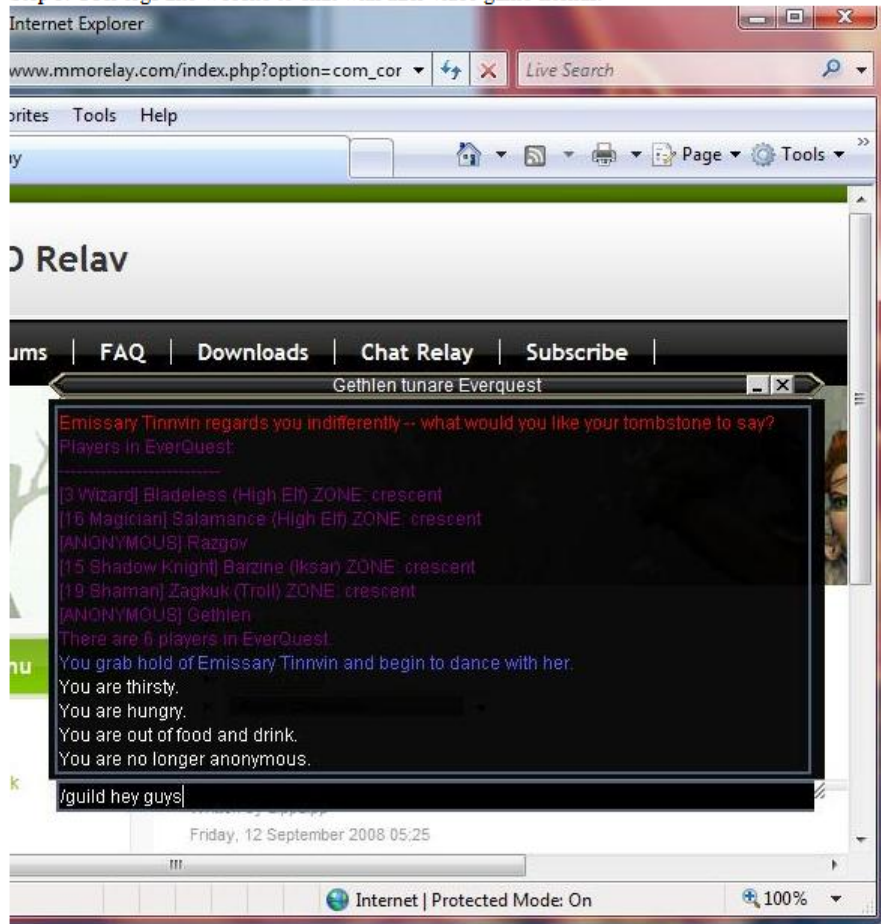 Internet Explorer
www.mmorelay.com/index.php?option=com_cor
Live Search
orites Tools Help
ay
Page Tools
O Relay
ums | FAQ | Downloads | Chat Relay | Subscribe |
Gethlen tunare Everquest
Emissary Tinnvin regards you indifferently -- what would you like your tombstone to say?
Players in EverQuest:
---------------------------
[3 Wizard] Bladeless (High Elf) ZONE: crescent
[16 Magician] Salamance (High Elf) ZONE: crescent
[ANONYMOUS] Razgov
[15 Shadow Knight] Barzine (Iksar) ZONE: crescent
[19 Shaman] Zagkuk (Troll) ZONE: crescent
[ANONYMOUS] Gethlen
There are 6 players in EverQuest.
nu
You grab hold of Emissary Tinnvin and begin to dance with her.
You are thirsty.
You are hungry.
You are out of food and drink.
You are no longer anonymous.
k
/guild hey guys
Friday, 12 September 2008 05:25
Internet | Protected Mode: On
100%